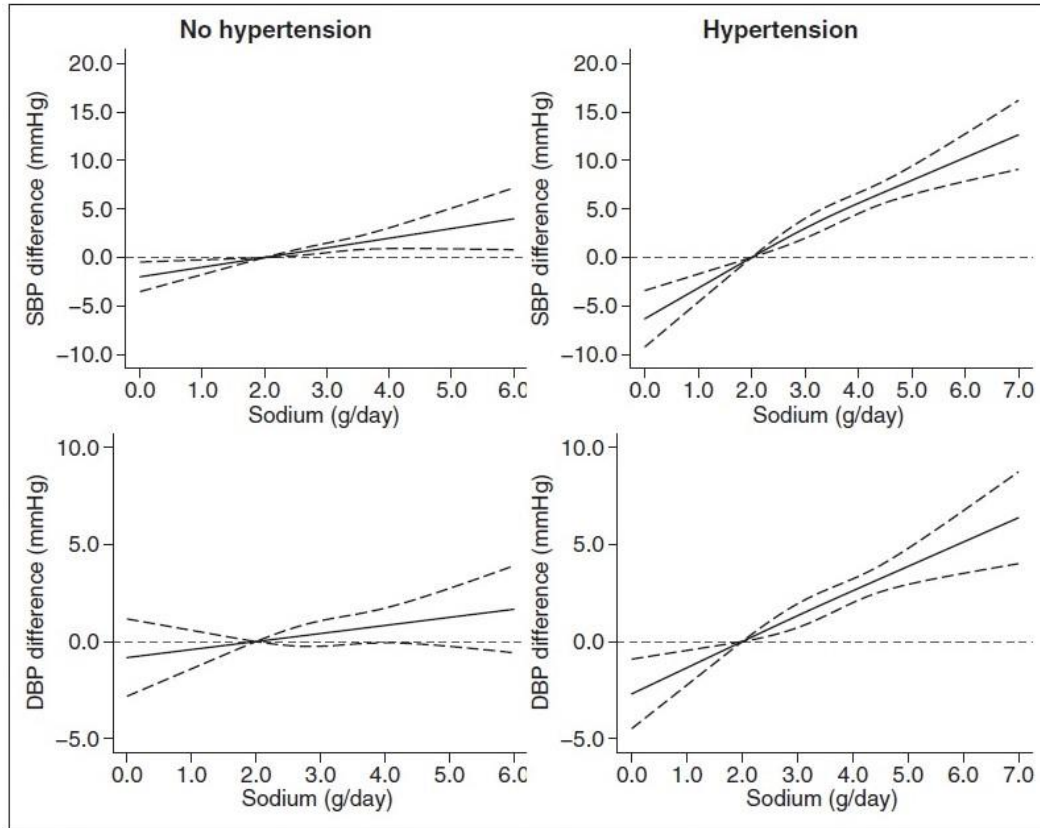 No hypertension
20.0
15.0
10.0
5.0
0.0
−5.0
−10.0
SBP difference (mmHg)
0.0 1.0 2.0 3.0 4.0 5.0 6.0
Sodium (g/day)
Hypertension
20.0
15.0
10.0
5.0
0.0
−5.0
−10.0
SBP difference (mmHg)
0.0 1.0 2.0 3.0 4.0 5.0 6.0 7.0
Sodium (g/day)
10.0
5.0
0.0
−5.0
DBP difference (mmHg)
0.0 1.0 2.0 3.0 4.0 5.0 6.0
Sodium (g/day)
10.0
5.0
0.0
−5.0
DBP difference (mmHg)
0.0 1.0 2.0 3.0 4.0 5.0 6.0 7.0
Sodium (g/day)